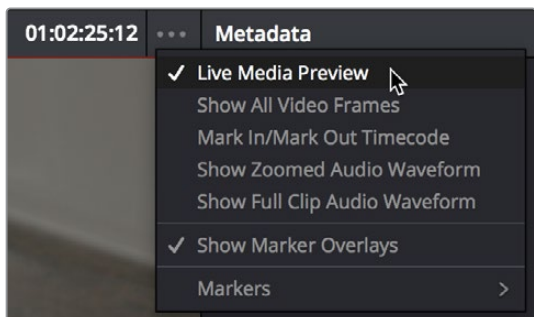 01:02:25:12 ••• Metadata
✓ Live Media Preview
Show All Video Frames
Mark In/Mark Out Timecode
Show Zoomed Audio Waveform
Show Full Clip Audio Waveform
✓ Show Marker Overlays
Markers >